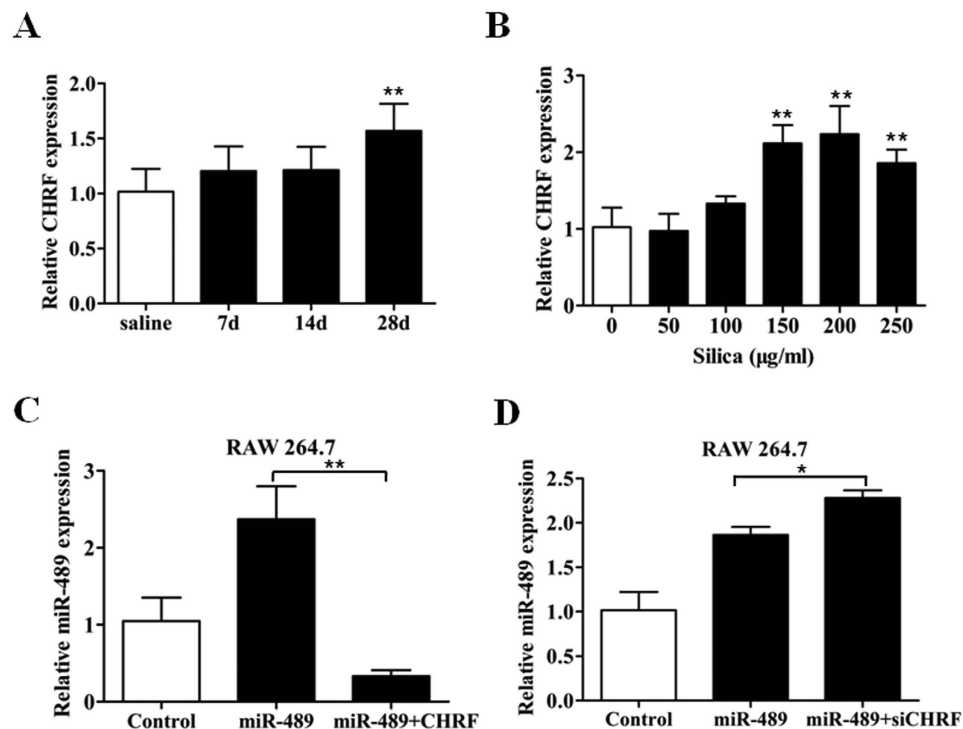 A
Relative CHRF expression
2.0
1.5
1.0
0.5
0.0
**
saline 7d 14d 28d
B
Relative CHRF expression
3
2
1
0
** ** **
0 50 100 150 200 250
Silica (µg/ml)
C
RAW 264.7
Relative miR-489 expression
3
2
1
0
**
Control miR-489 miR-489+CHRF
D
RAW 264.7
Relative miR-489 expression
2.5
2.0
1.5
1.0
0.5
0.0
*
Control miR-489 miR-489+siCHRF